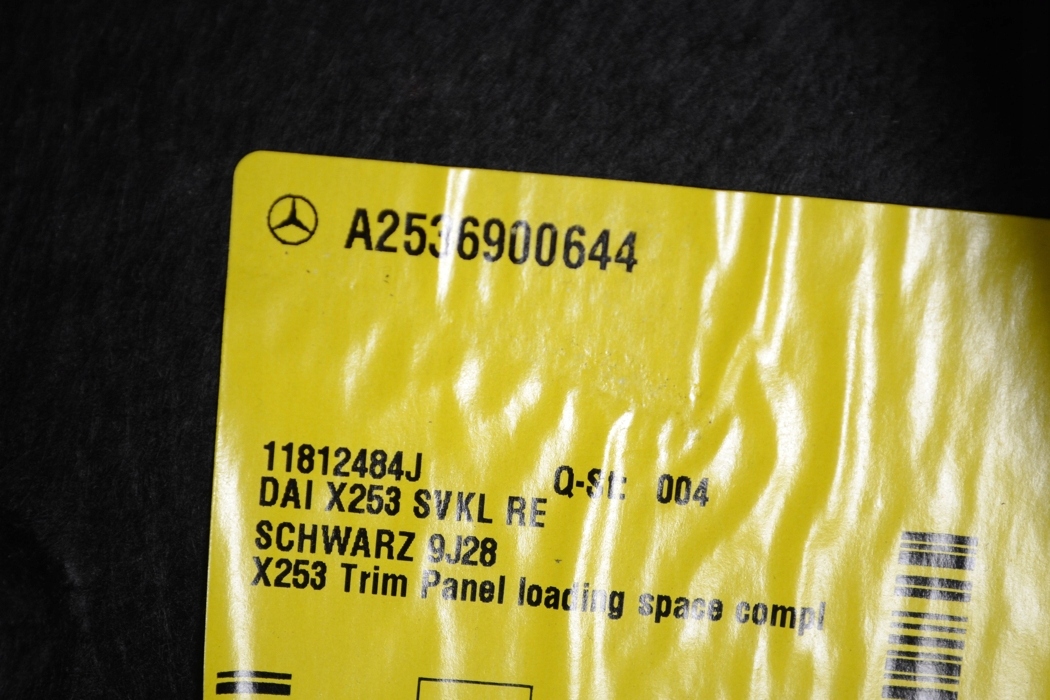 A2536900644
11812484J
Q-St: 004
DAI X253 SVKL RE
SCHWARZ 9J28
X253 Trim Panel loading space compl